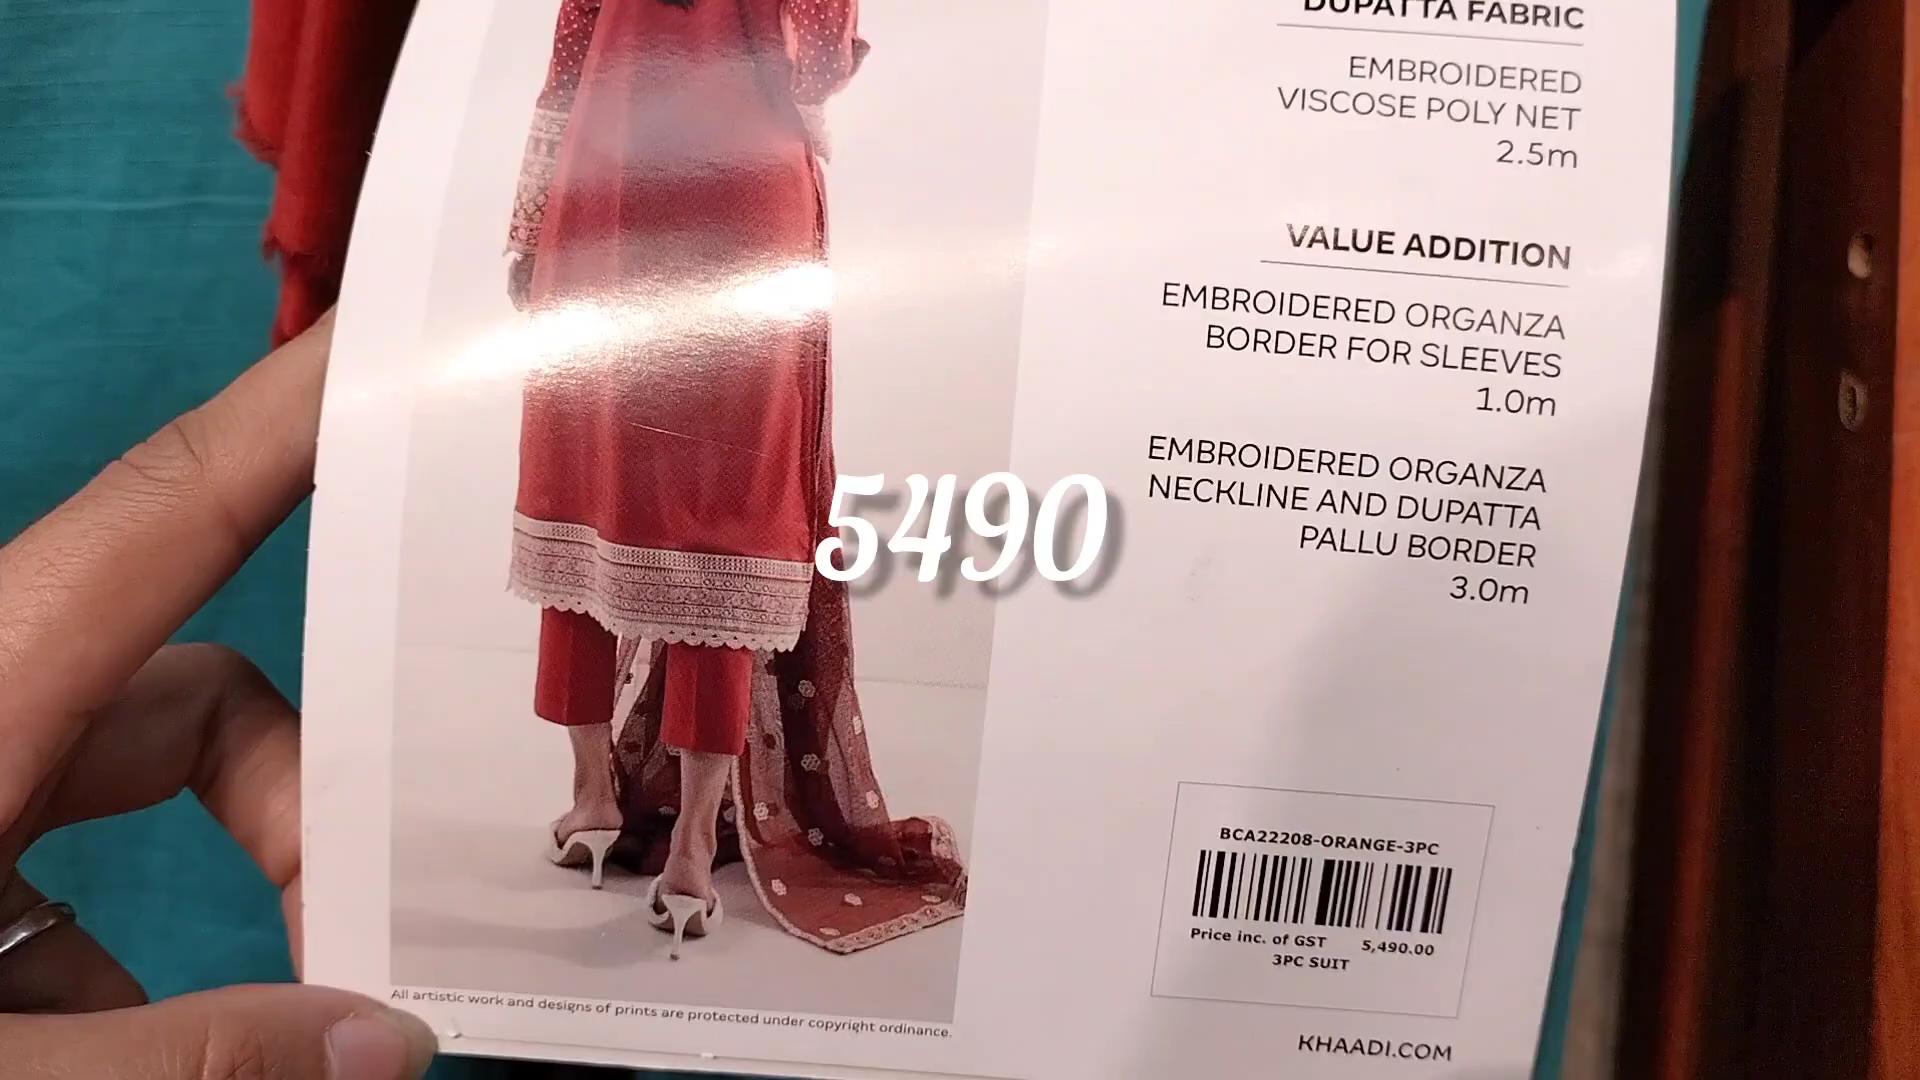 DUPATTA FABRIC
EMBROIDERED
VISCOSE POLY NET
2.5m
VALUE ADDITION
EMBROIDERED ORGANZA
BORDER FOR SLEEVES
1.0m
EMBROIDERED ORGANZA
NECKLINE AND DUPATTA
PALLU BORDER
3.0m
5490
BCA22208-ORANGE-3PC
Price inc. of GST 5,490.00
3PC SUIT
All artistic work and designs of prints are protected under copyright ordinance.
KHAADI.COM